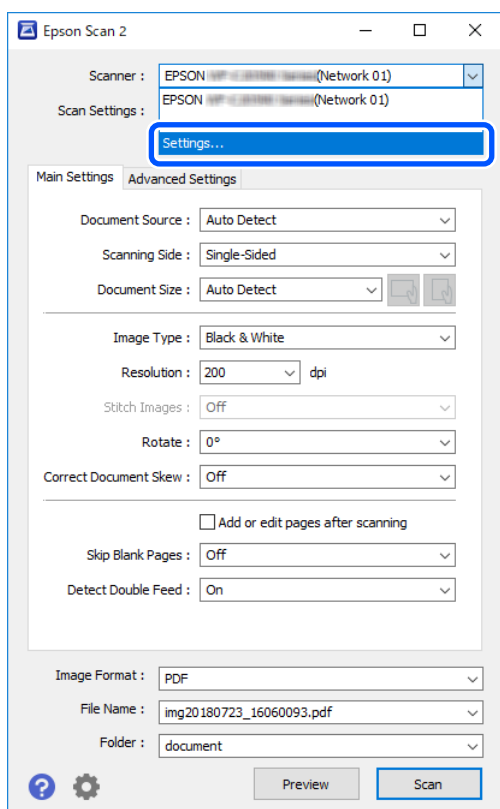 Epson Scan 2
Scanner : EPSON (Network 01)
EPSON (Network 01)
Scan Settings :
Settings...
Main Settings Advanced Settings
Document Source : Auto Detect
Scanning Side : Single-Sided
Document Size : Auto Detect
Image Type : Black & White
Resolution : 200 dpi
Stitch Images : Off
Rotate : 0°
Correct Document Skew : Off
Add or edit pages after scanning
Skip Blank Pages : Off
Detect Double Feed : On
Image Format : PDF
File Name : img20180723_16060093.pdf
Folder : document
? Preview Scan